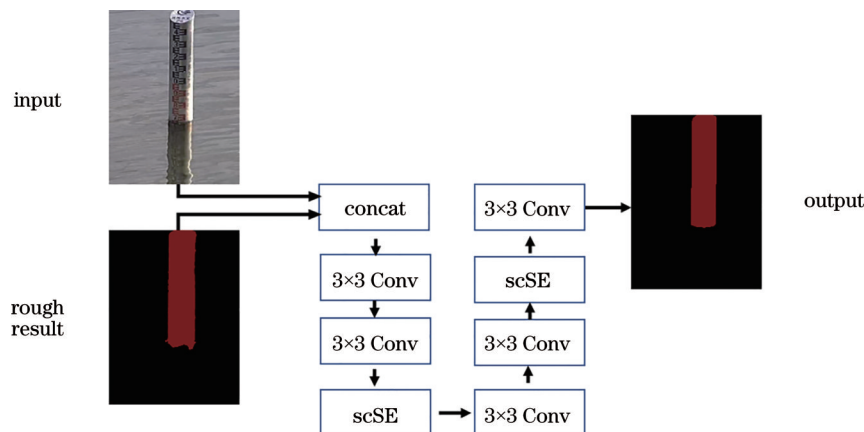 input
rough
result
concat
3×3 Conv
3×3 Conv
scSE
3×3 Conv
3×3 Conv
scSE
3×3 Conv
output